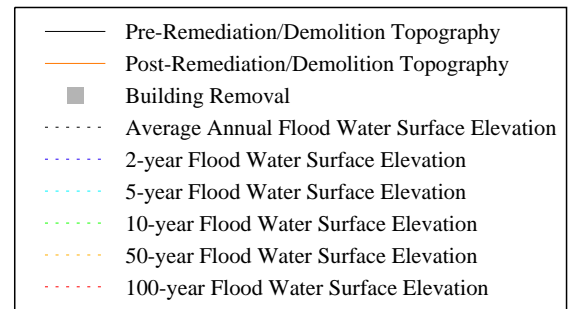 Pre-Remediation/Demolition Topography
Post-Remediation/Demolition Topography
Building Removal
Average Annual Flood Water Surface Elevation
2-year Flood Water Surface Elevation
5-year Flood Water Surface Elevation
10-year Flood Water Surface Elevation
50-year Flood Water Surface Elevation
100-year Flood Water Surface Elevation